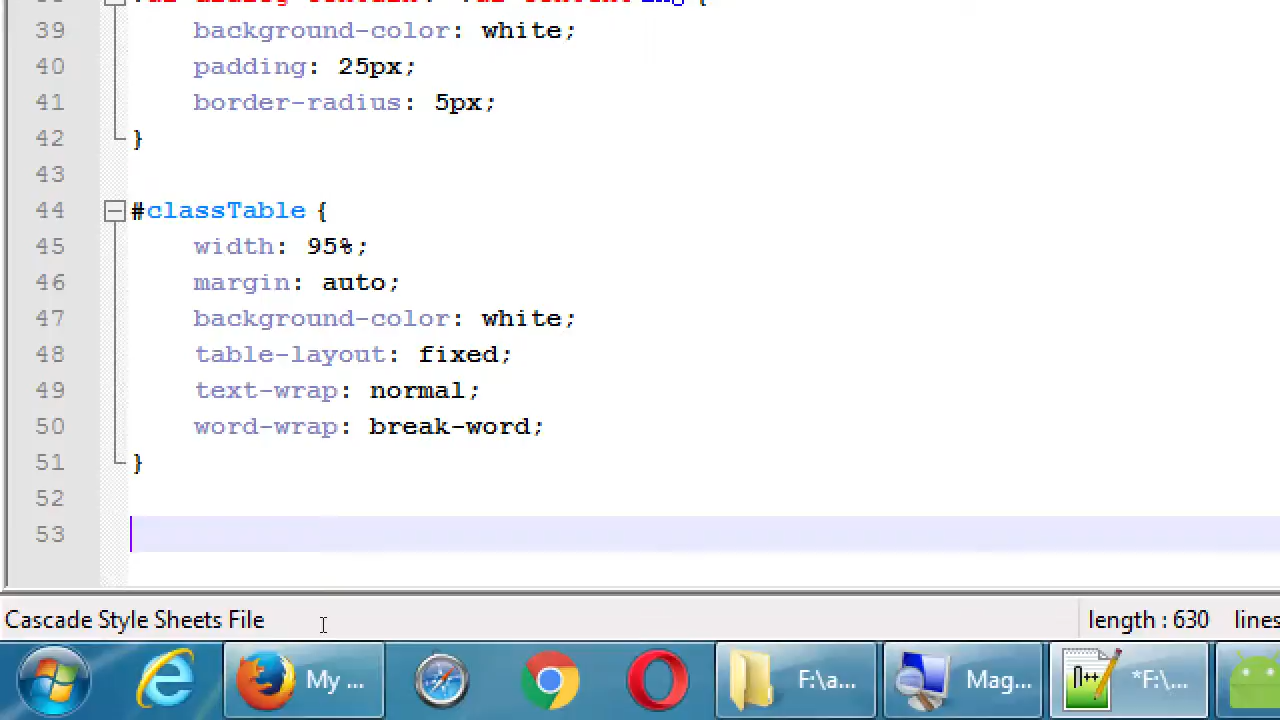 39 background-color: white;
40 padding: 25px;
41 border-radius: 5px;
42 }
43
44 #classTable {
45 width: 95%;
46 margin: auto;
47 background-color: white;
48 table-layout: fixed;
49 text-wrap: normal;
50 word-wrap: break-word;
51 }
52
53
Cascade Style Sheets File length : 630 lines
My ... F:\a... Mag... n++ *F:\...